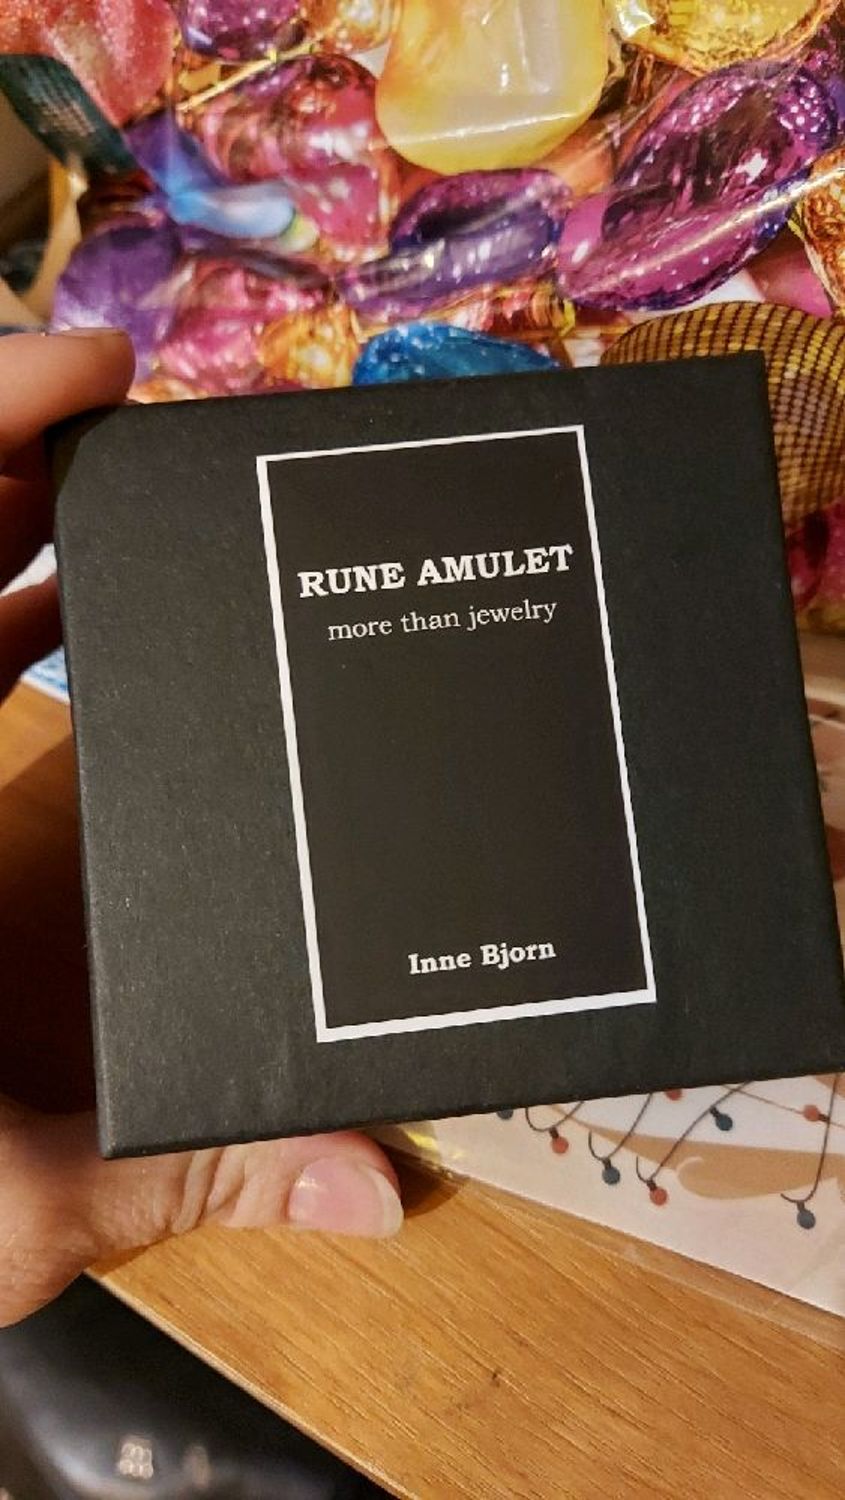 RUNE AMULET
more than jewelry
Inne Bjorn